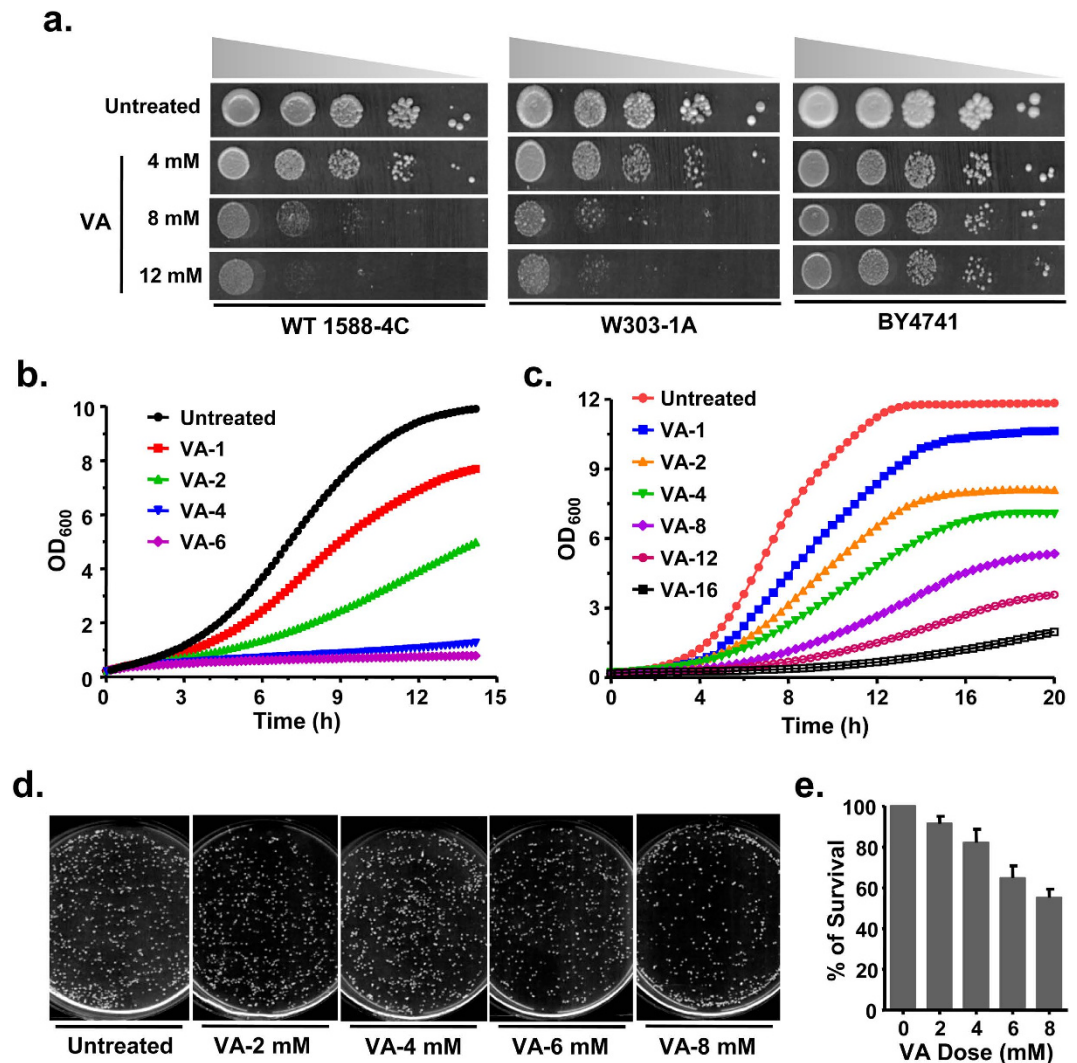 a.
Untreated
4 mM
VA
8 mM
12 mM
WT 1588-4C
W303-1A
BY4741
b.
10
8
6
4
2
0
OD600
0 3 6 9 12 15
Time (h)
Untreated
VA-1
VA-2
VA-4
VA-6
c.
12
9
6
3
0
OD600
0 4 8 12 16 20
Time (h)
Untreated
VA-1
VA-2
VA-4
VA-8
VA-12
VA-16
d.
Untreated
VA-2 mM
VA-4 mM
VA-6 mM
VA-8 mM
e.
% of Survival
100
80
60
40
20
0
0 2 4 6 8
VA Dose (mM)